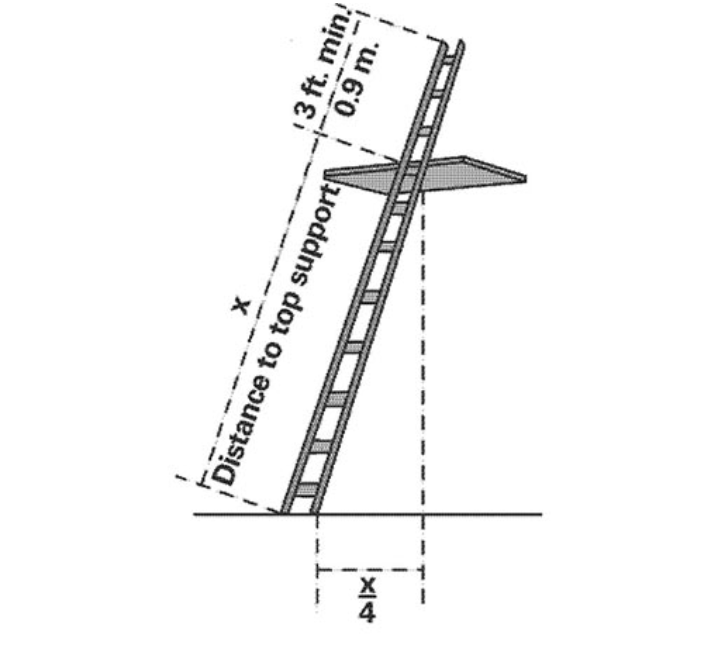 3 ft. min.
0.9 m.
x
Distance to top support
x
4